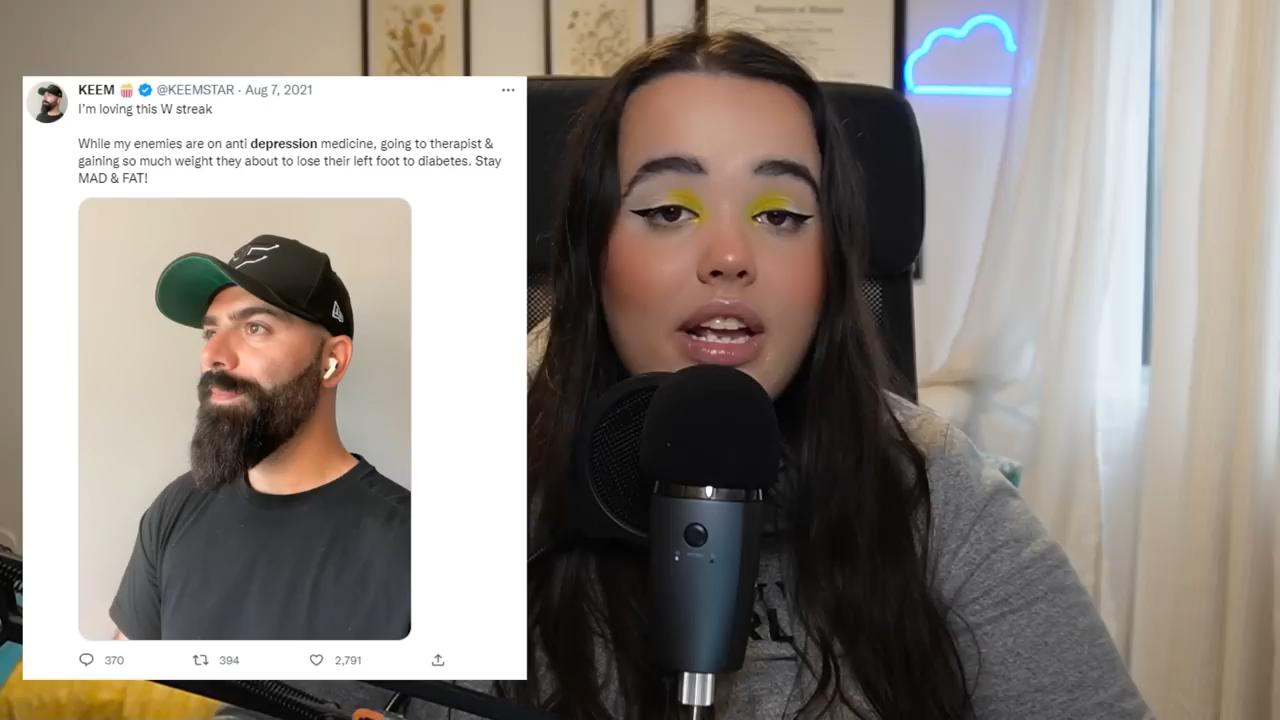 KEEM 🍿 @KEEMSTAR · Aug 7, 2021
I'm loving this W streak
While my enemies are on anti depression medicine, going to therapist &
gaining so much weight they about to lose their left foot to diabetes. Stay
MAD & FAT!
370 394 2,791